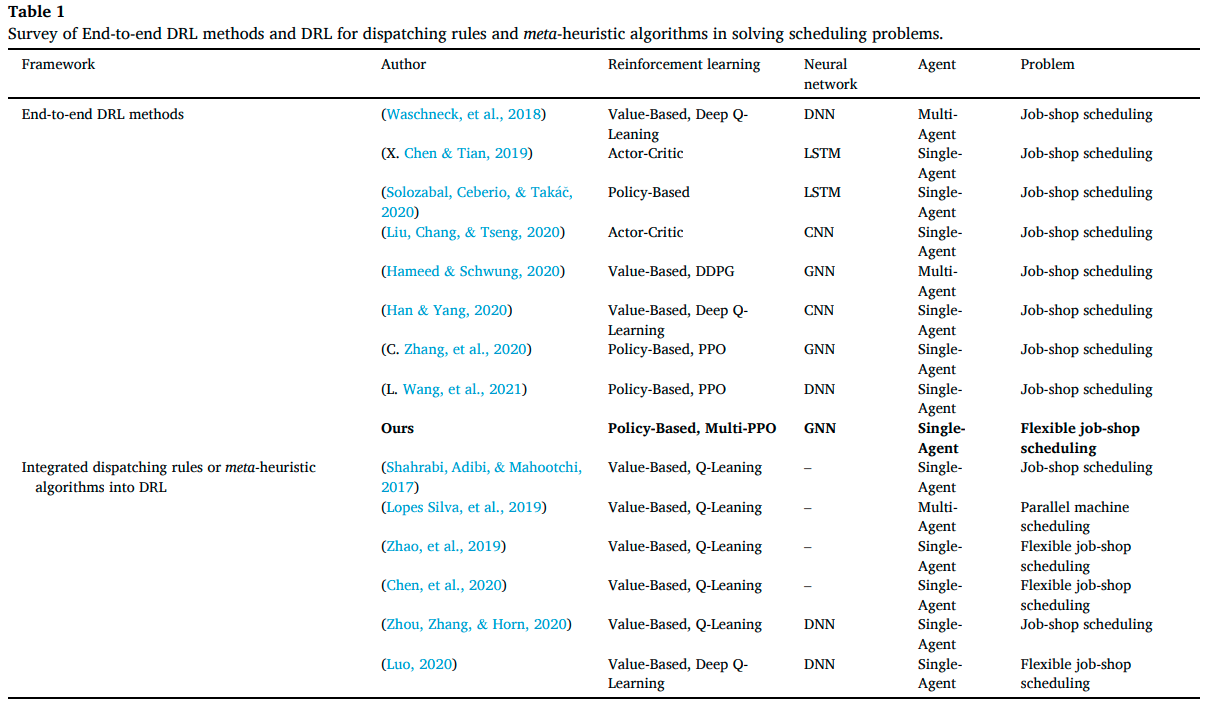 Table 1
Survey of End-to-end DRL methods and DRL for dispatching rules and meta-heuristic algorithms in solving scheduling problems.
Framework Author Reinforcement learning Neural network Agent Problem
End-to-end DRL methods (Waschneck, et al., 2018) Value-Based, Deep Q-Leaning DNN Multi-Agent Job-shop scheduling
(X. Chen & Tian, 2019) Actor-Critic LSTM Single-Agent Job-shop scheduling
(Solozabal, Ceberio, & Takáč, 2020) Policy-Based LSTM Single-Agent Job-shop scheduling
(Liu, Chang, & Tseng, 2020) Actor-Critic CNN Single-Agent Job-shop scheduling
(Hameed & Schwung, 2020) Value-Based, DDPG GNN Multi-Agent Job-shop scheduling
(Han & Yang, 2020) Value-Based, Deep Q-Learning CNN Single-Agent Job-shop scheduling
(C. Zhang, et al., 2020) Policy-Based, PPO GNN Single-Agent Job-shop scheduling
(L. Wang, et al., 2021) Policy-Based, PPO DNN Single-Agent Job-shop scheduling
Ours Policy-Based, Multi-PPO GNN Single-Agent Flexible job-shop scheduling
Integrated dispatching rules or meta-heuristic algorithms into DRL (Shahrabi, Adibi, & Mahootchi, 2017) Value-Based, Q-Leaning – Single-Agent Job-shop scheduling
(Lopes Silva, et al., 2019) Value-Based, Q-Leaning – Multi-Agent Parallel machine scheduling
(Zhao, et al., 2019) Value-Based, Q-Leaning – Single-Agent Flexible job-shop scheduling
(Chen, et al., 2020) Value-Based, Q-Leaning – Single-Agent Flexible job-shop scheduling
(Zhou, Zhang, & Horn, 2020) Value-Based, Q-Leaning DNN Single-Agent Job-shop scheduling
(Luo, 2020) Value-Based, Deep Q-Learning DNN Single-Agent Flexible job-shop scheduling